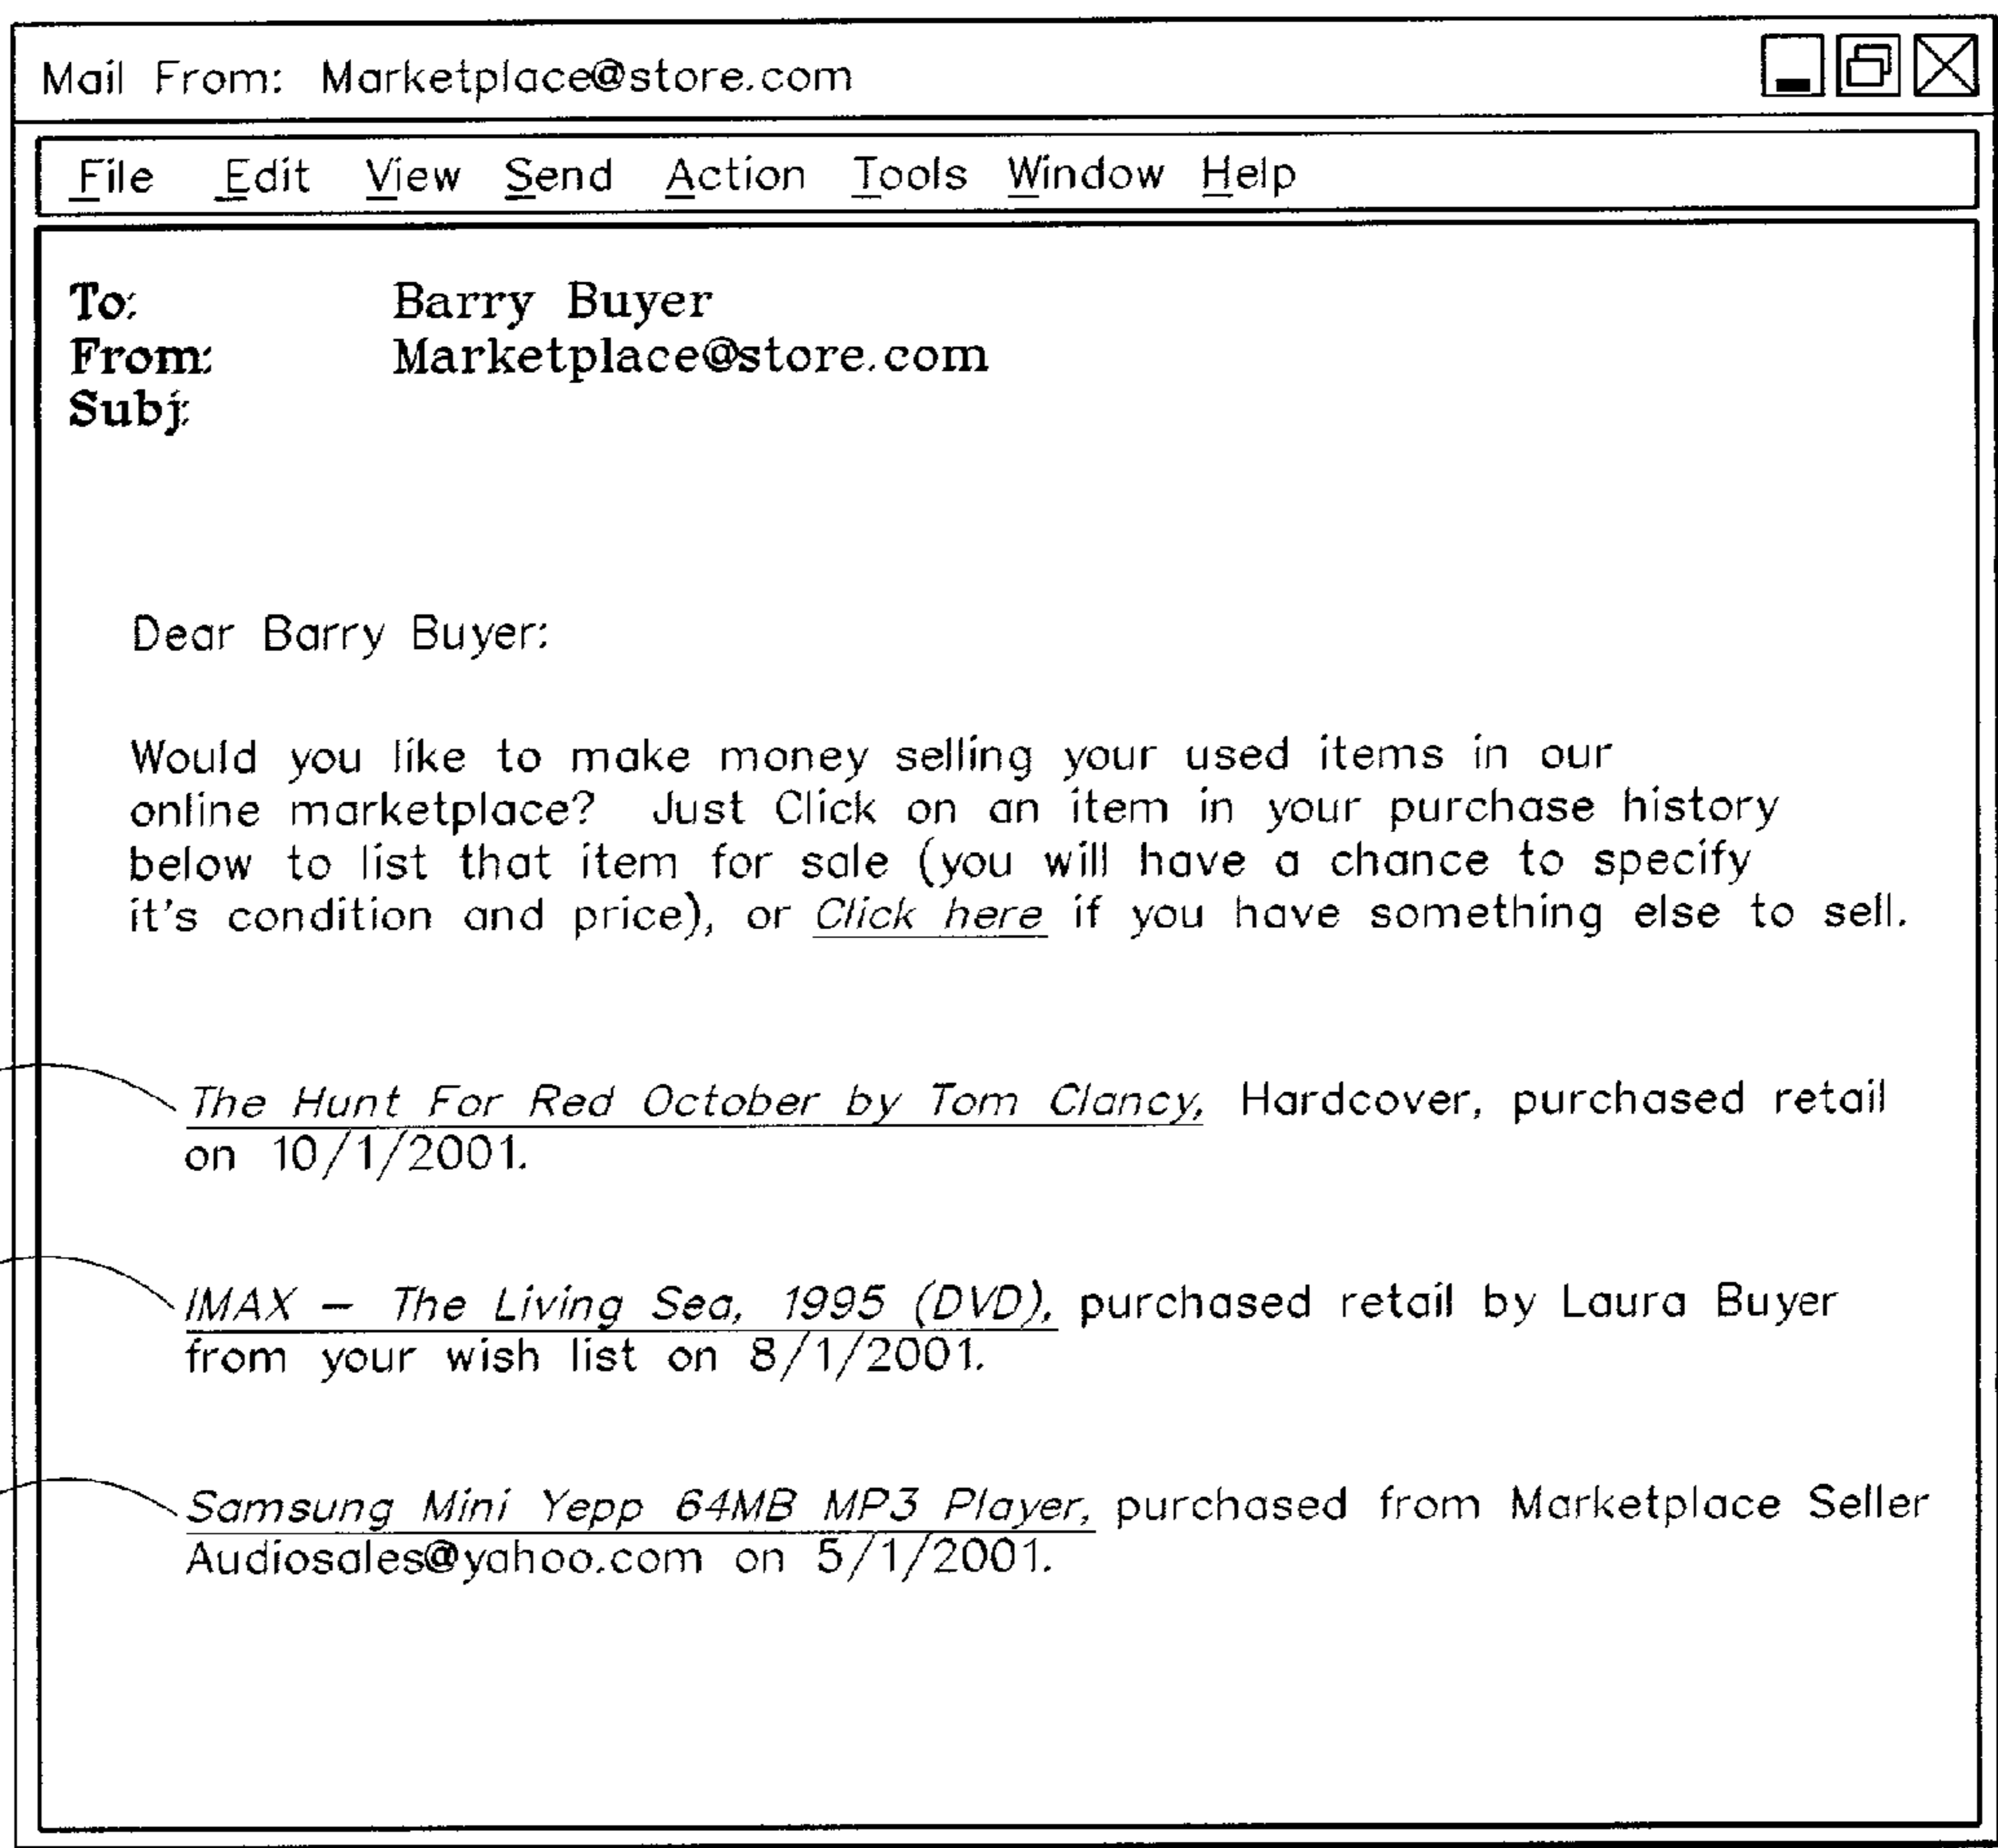 Mail From: Marketplace@store.com
File Edit View Send Action Tools Window Help
To: Barry Buyer
From: Marketplace@store.com
Subj:
Dear Barry Buyer:
Would you like to make money selling your used items in our
online marketplace? Just Click on an item in your purchase history
below to list that item for sale (you will have a chance to specify
it's condition and price), or Click here if you have something else to sell.
The Hunt For Red October by Tom Clancy, Hardcover, purchased retail
on 10/1/2001.
IMAX – The Living Sea, 1995 (DVD), purchased retail by Laura Buyer
from your wish list on 8/1/2001.
Samsung Mini Yepp 64MB MP3 Player, purchased from Marketplace Seller
Audiosales@yahoo.com on 5/1/2001.